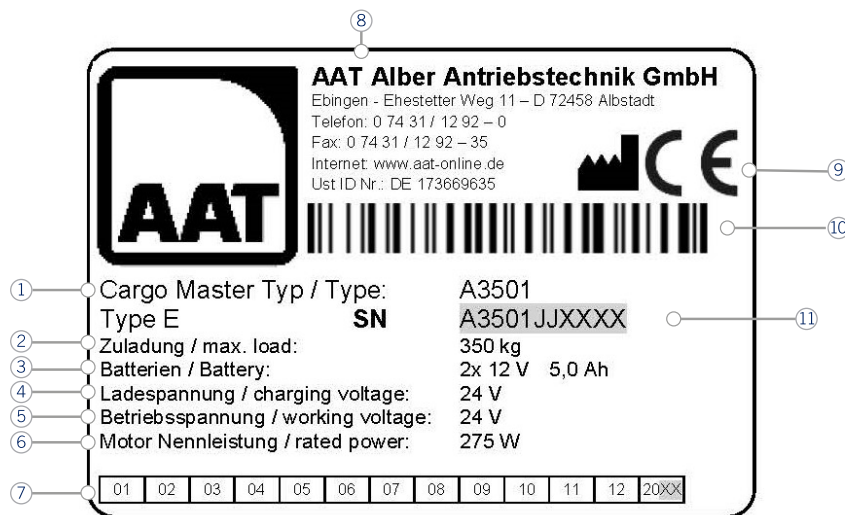 8
AAT Alber Antriebstechnik GmbH
Ebingen - Ehestetter Weg 11 – D 72458 Albstadt
Telefon: 0 74 31 / 12 92 – 0
Fax: 0 74 31 / 12 92 – 35
Internet: www.aat-online.de
Ust ID Nr.: DE 173669635
AAT
CE
9
10
1 Cargo Master Typ / Type: A3501
Type E SN A3501JJXXXX 11
2 Zuladung / max. load: 350 kg
3 Batterien / Battery: 2x 12 V 5,0 Ah
4 Ladespannung / charging voltage: 24 V
5 Betriebsspannung / working voltage: 24 V
6 Motor Nennleistung / rated power: 275 W
7 01 02 03 04 05 06 07 08 09 10 11 12 20XX